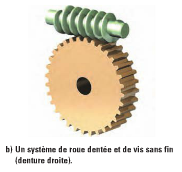 b) Un système de roue dentée et de vis sans fin
(denture droite).